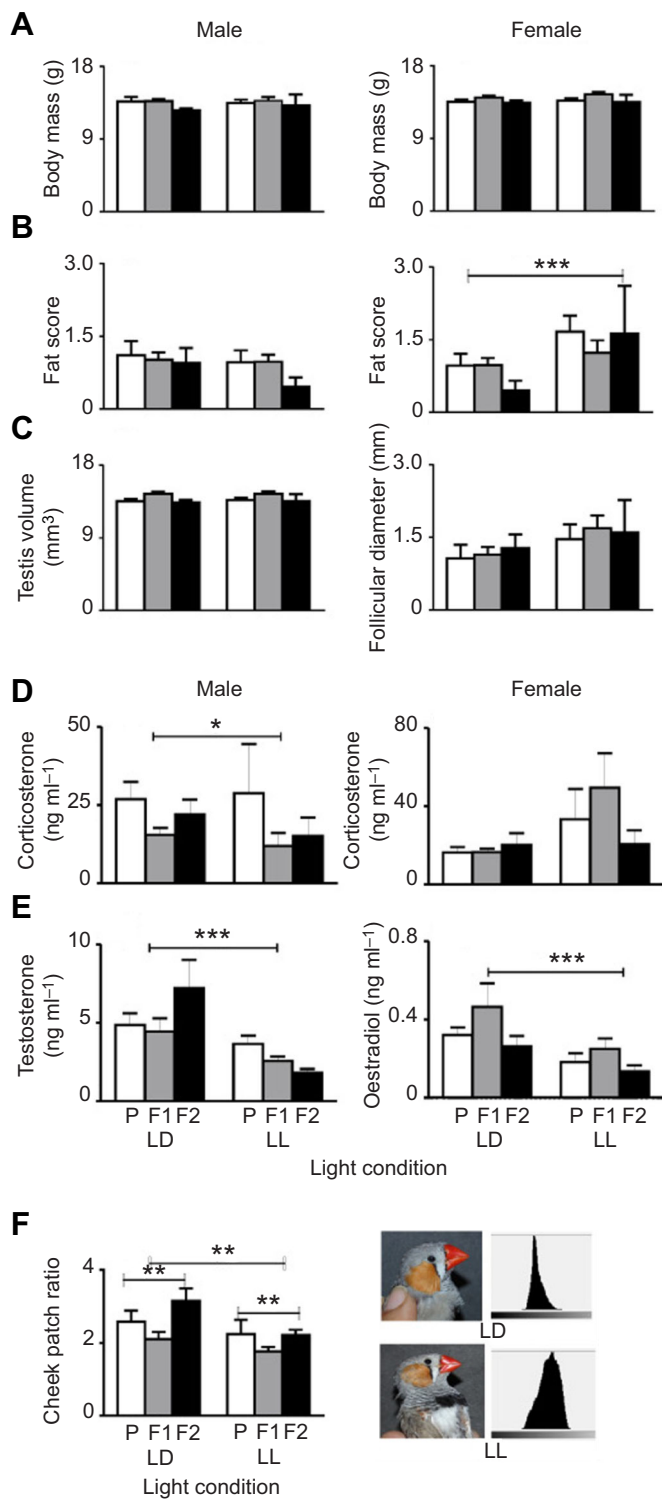 A
Male
Female
Body mass (g)
18
9
0
Body mass (g)
18
9
0
B
Fat score
3.0
1.5
0
Fat score
3.0
1.5
0
***
C
Testis volume
(mm³)
18
9
0
Follicular diameter (mm)
3.0
1.5
0
D
Male
Female
Corticosterone
(ng ml⁻¹)
50
25
0
*
Corticosterone
(ng ml⁻¹)
80
40
0
E
Testosterone
(ng ml⁻¹)
10
5
0
***
P F1 F2 P F1 F2
LD LL
Oestradiol (ng ml⁻¹)
0.8
0.4
0
***
P F1 F2 P F1 F2
LD LL
Light condition
F
Cheek patch ratio
4
2
0
**
**
**
P F1 F2 P F1 F2
LD LL
Light condition
LD
LL